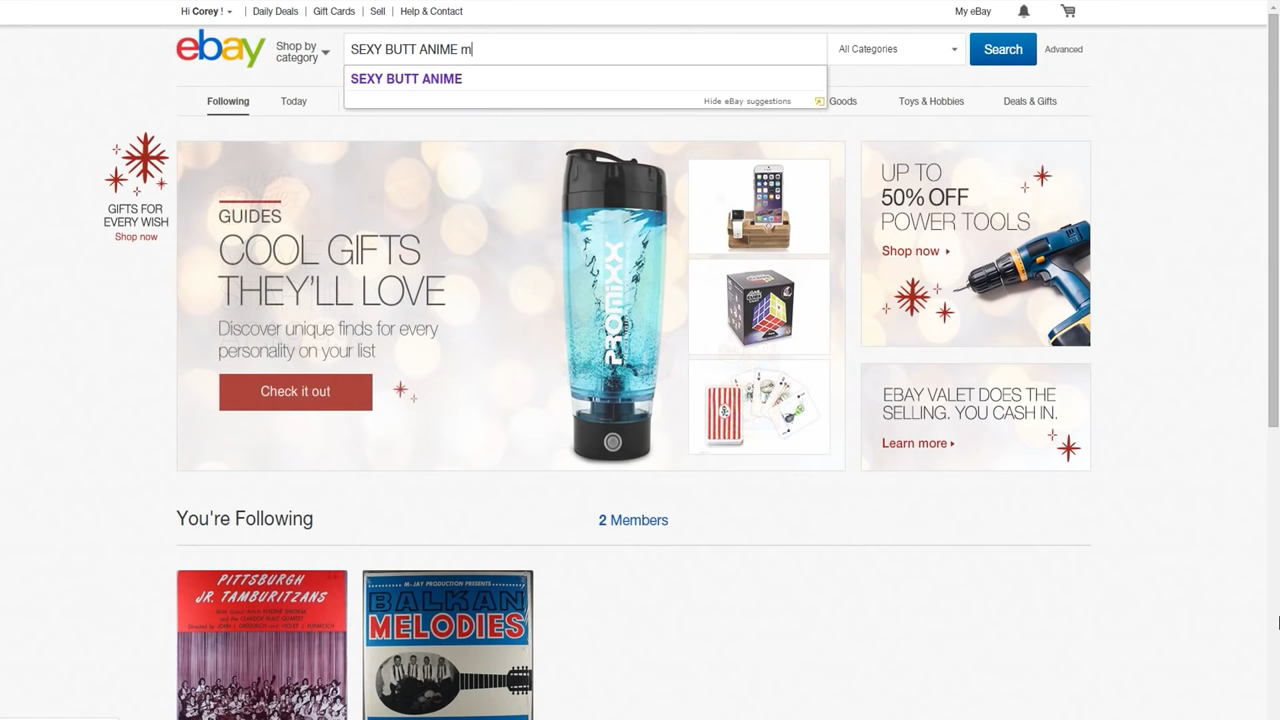 Hi Corey !
Daily Deals
Gift Cards
Sell
Help & Contact
My eBay
ebay
Shop by
category
SEXY BUTT ANIME m
All Categories
Search
Advanced
SEXY BUTT ANIME
Hide eBay suggestions
Following
Today
Goods
Toys & Hobbies
Deals & Gifts
GIFTS FOR
EVERY WISH
Shop now
GUIDES
COOL GIFTS
THEY'LL LOVE
Discover unique finds for every
personality on your list
Check it out
PROMiXX
UP TO
50% OFF
POWER TOOLS
Shop now
EBAY VALET DOES THE
SELLING. YOU CASH IN.
Learn more
You're Following
2 Members
PITTSBURGH
JR. TAMBURITZANS
M-JAY PRODUCTION PRESENTS
BALKAN
MELODIES